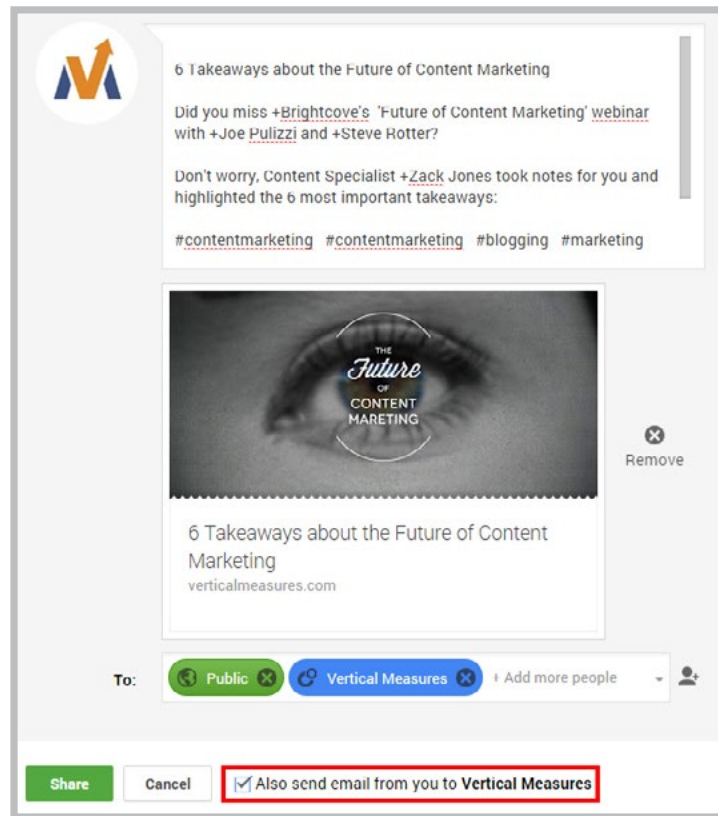 6 Takeaways about the Future of Content Marketing
Did you miss +Brightcove's 'Future of Content Marketing' webinar
with +Joe Pulizzi and +Steve Rotter?
Don't worry, Content Specialist +Zack Jones took notes for you and
highlighted the 6 most important takeaways:
#contentmarketing #contentmarketing #blogging #marketing
THE
Future
OF
CONTENT
MARETING
Remove
6 Takeaways about the Future of Content
Marketing
verticalmeasures.com
To: Public Vertical Measures + Add more people
Share Cancel Also send email from you to Vertical Measures